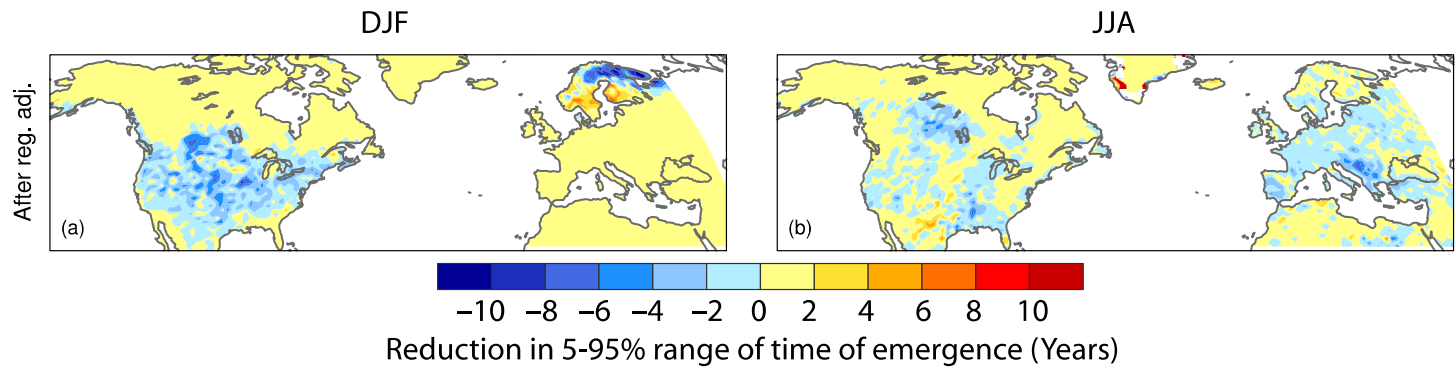 DJF
JJA
After reg. adj.
(a)
(b)
−10 −8 −6 −4 −2 0 2 4 6 8 10
Reduction in 5-95% range of time of emergence (Years)